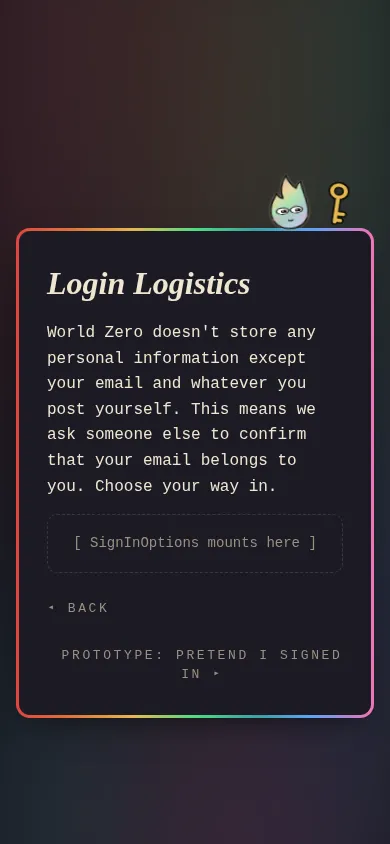 Login Logistics
World Zero doesn't store any
personal information except
your email and whatever you
post yourself. This means we
ask someone else to confirm
that your email belongs to
you. Choose your way in.
[ SignInOptions mounts here ]
◂ BACK
PROTOTYPE: PRETEND I SIGNED
IN ▸